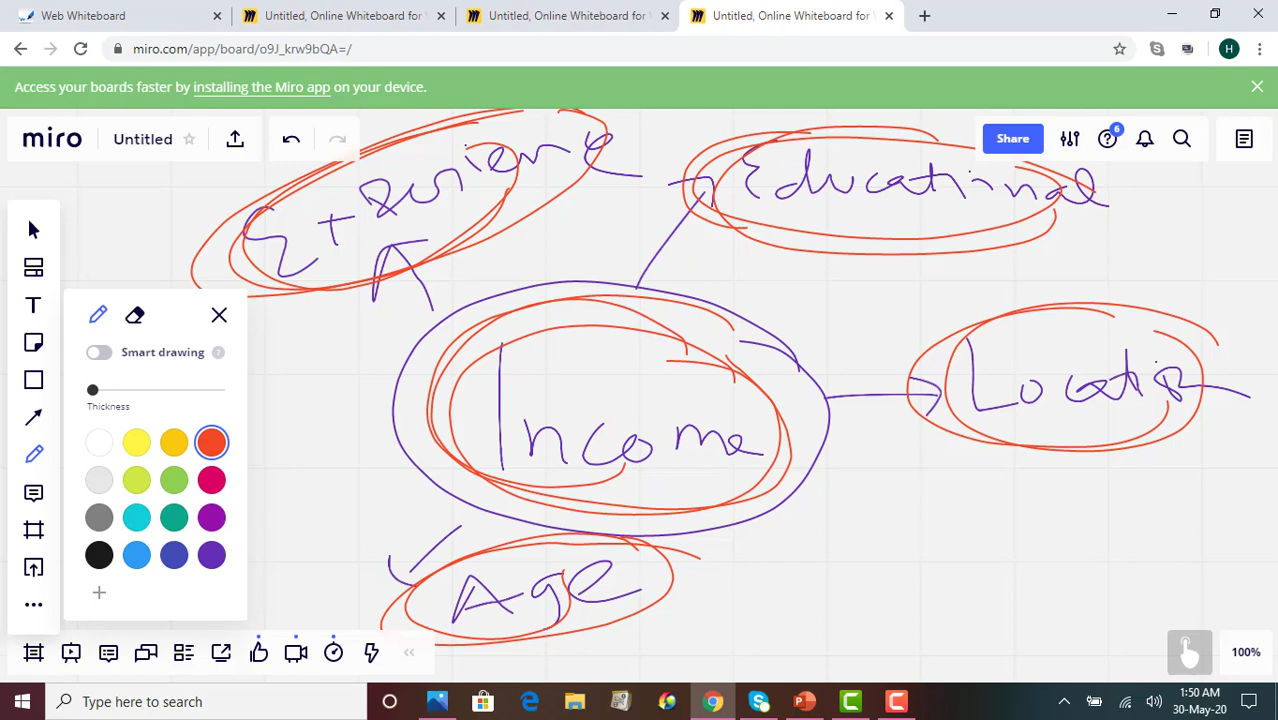 Web Whiteboard
Untitled, Online Whiteboard for
Untitled, Online Whiteboard for
Untitled, Online Whiteboard for
miro.com/app/board/o9J_krw9bQA=/
H
Access your boards faster by installing the Miro app on your device.
miro
Untitled
Share
6
Educational
Smart drawing
?
Thickness
Income
Location
Age
100%
Type here to search
1:50 AM
30-May-20